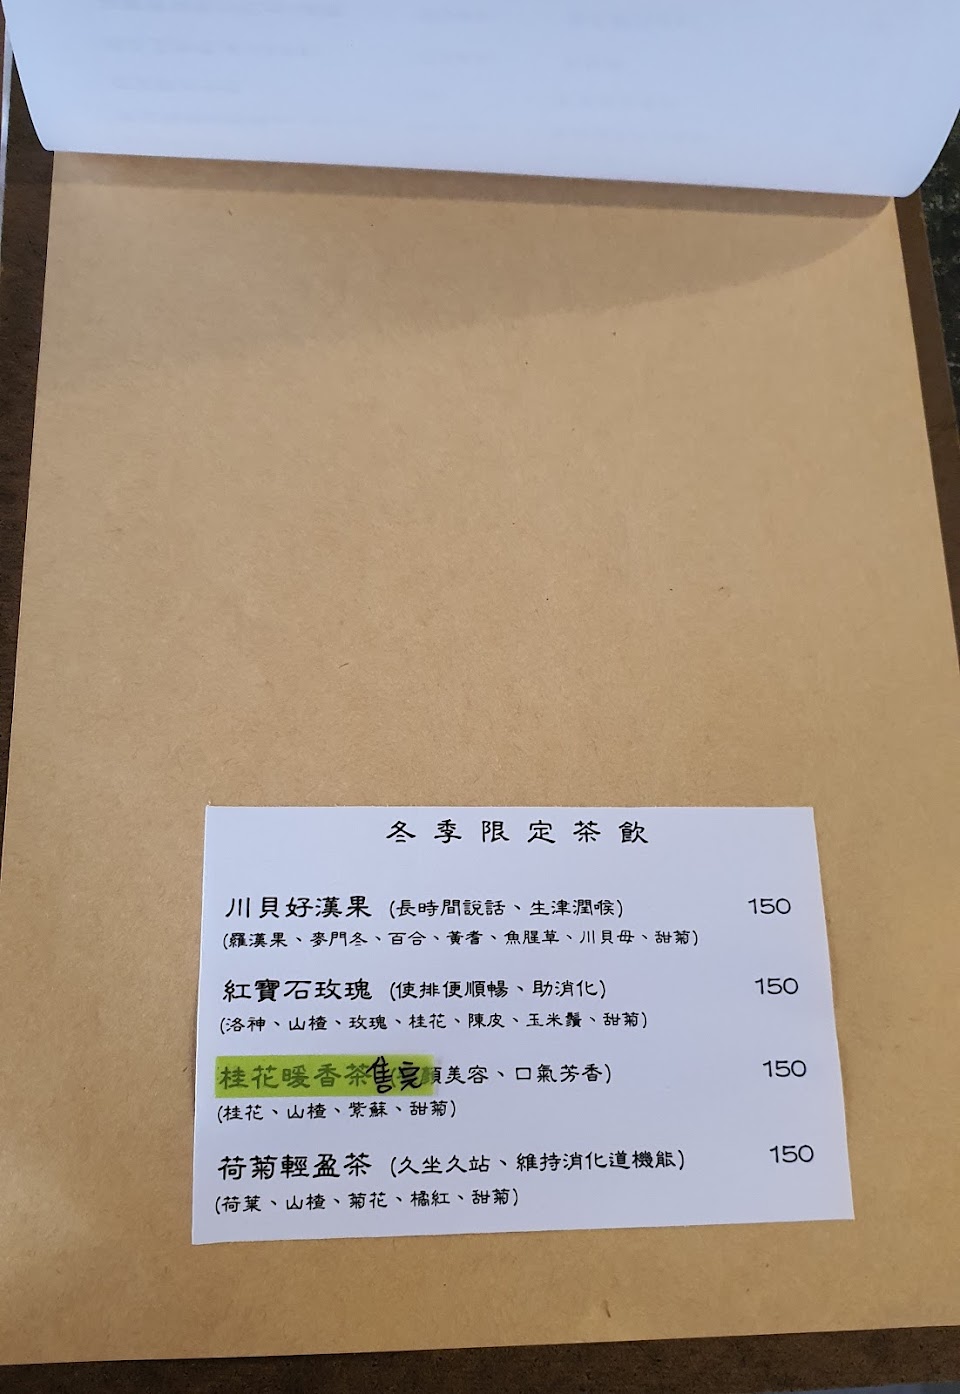 冬季限定茶飲
川貝好漢果 (長時間說話、生津潤喉) 150
(羅漢果、麥門冬、百合、黃耆、魚腥草、川貝母、甜菊)
紅寶石玫瑰 (使排便順暢、助消化) 150
(洛神、山楂、玫瑰、桂花、陳皮、玉米鬚、甜菊)
桂花暖香茶 售完 顏美容、口氣芳香) 150
(桂花、山楂、紫蘇、甜菊)
荷菊輕盈茶 (久坐久站、維持消化道機能) 150
(荷葉、山楂、菊花、橘紅、甜菊)